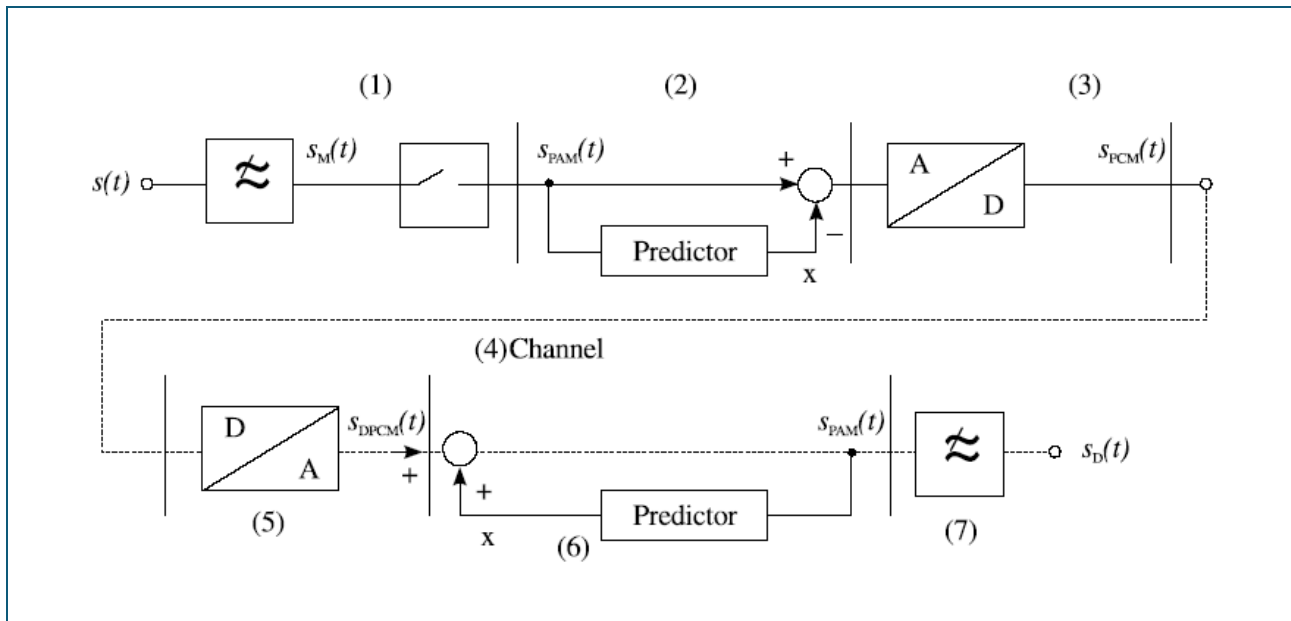 (1) (2) (3)
s(t) s_M(t) s_PAM(t) + A D s_PCM(t)
Predictor −
x
(4) Channel
D A s_DPCM(t) + s_PAM(t) s_D(t)
+
x Predictor
(5) (6) (7)